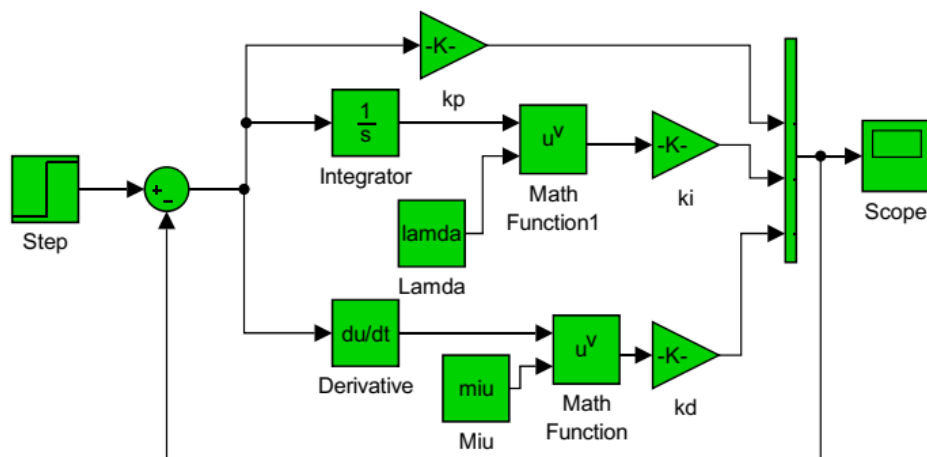 -K-
kp
1
s
Integrator
u^v
Math
Function1
-K-
ki
Step
+
−
lamda
Lamda
Scope
du/dt
Derivative
miu
Miu
u^v
Math
Function
-K-
kd